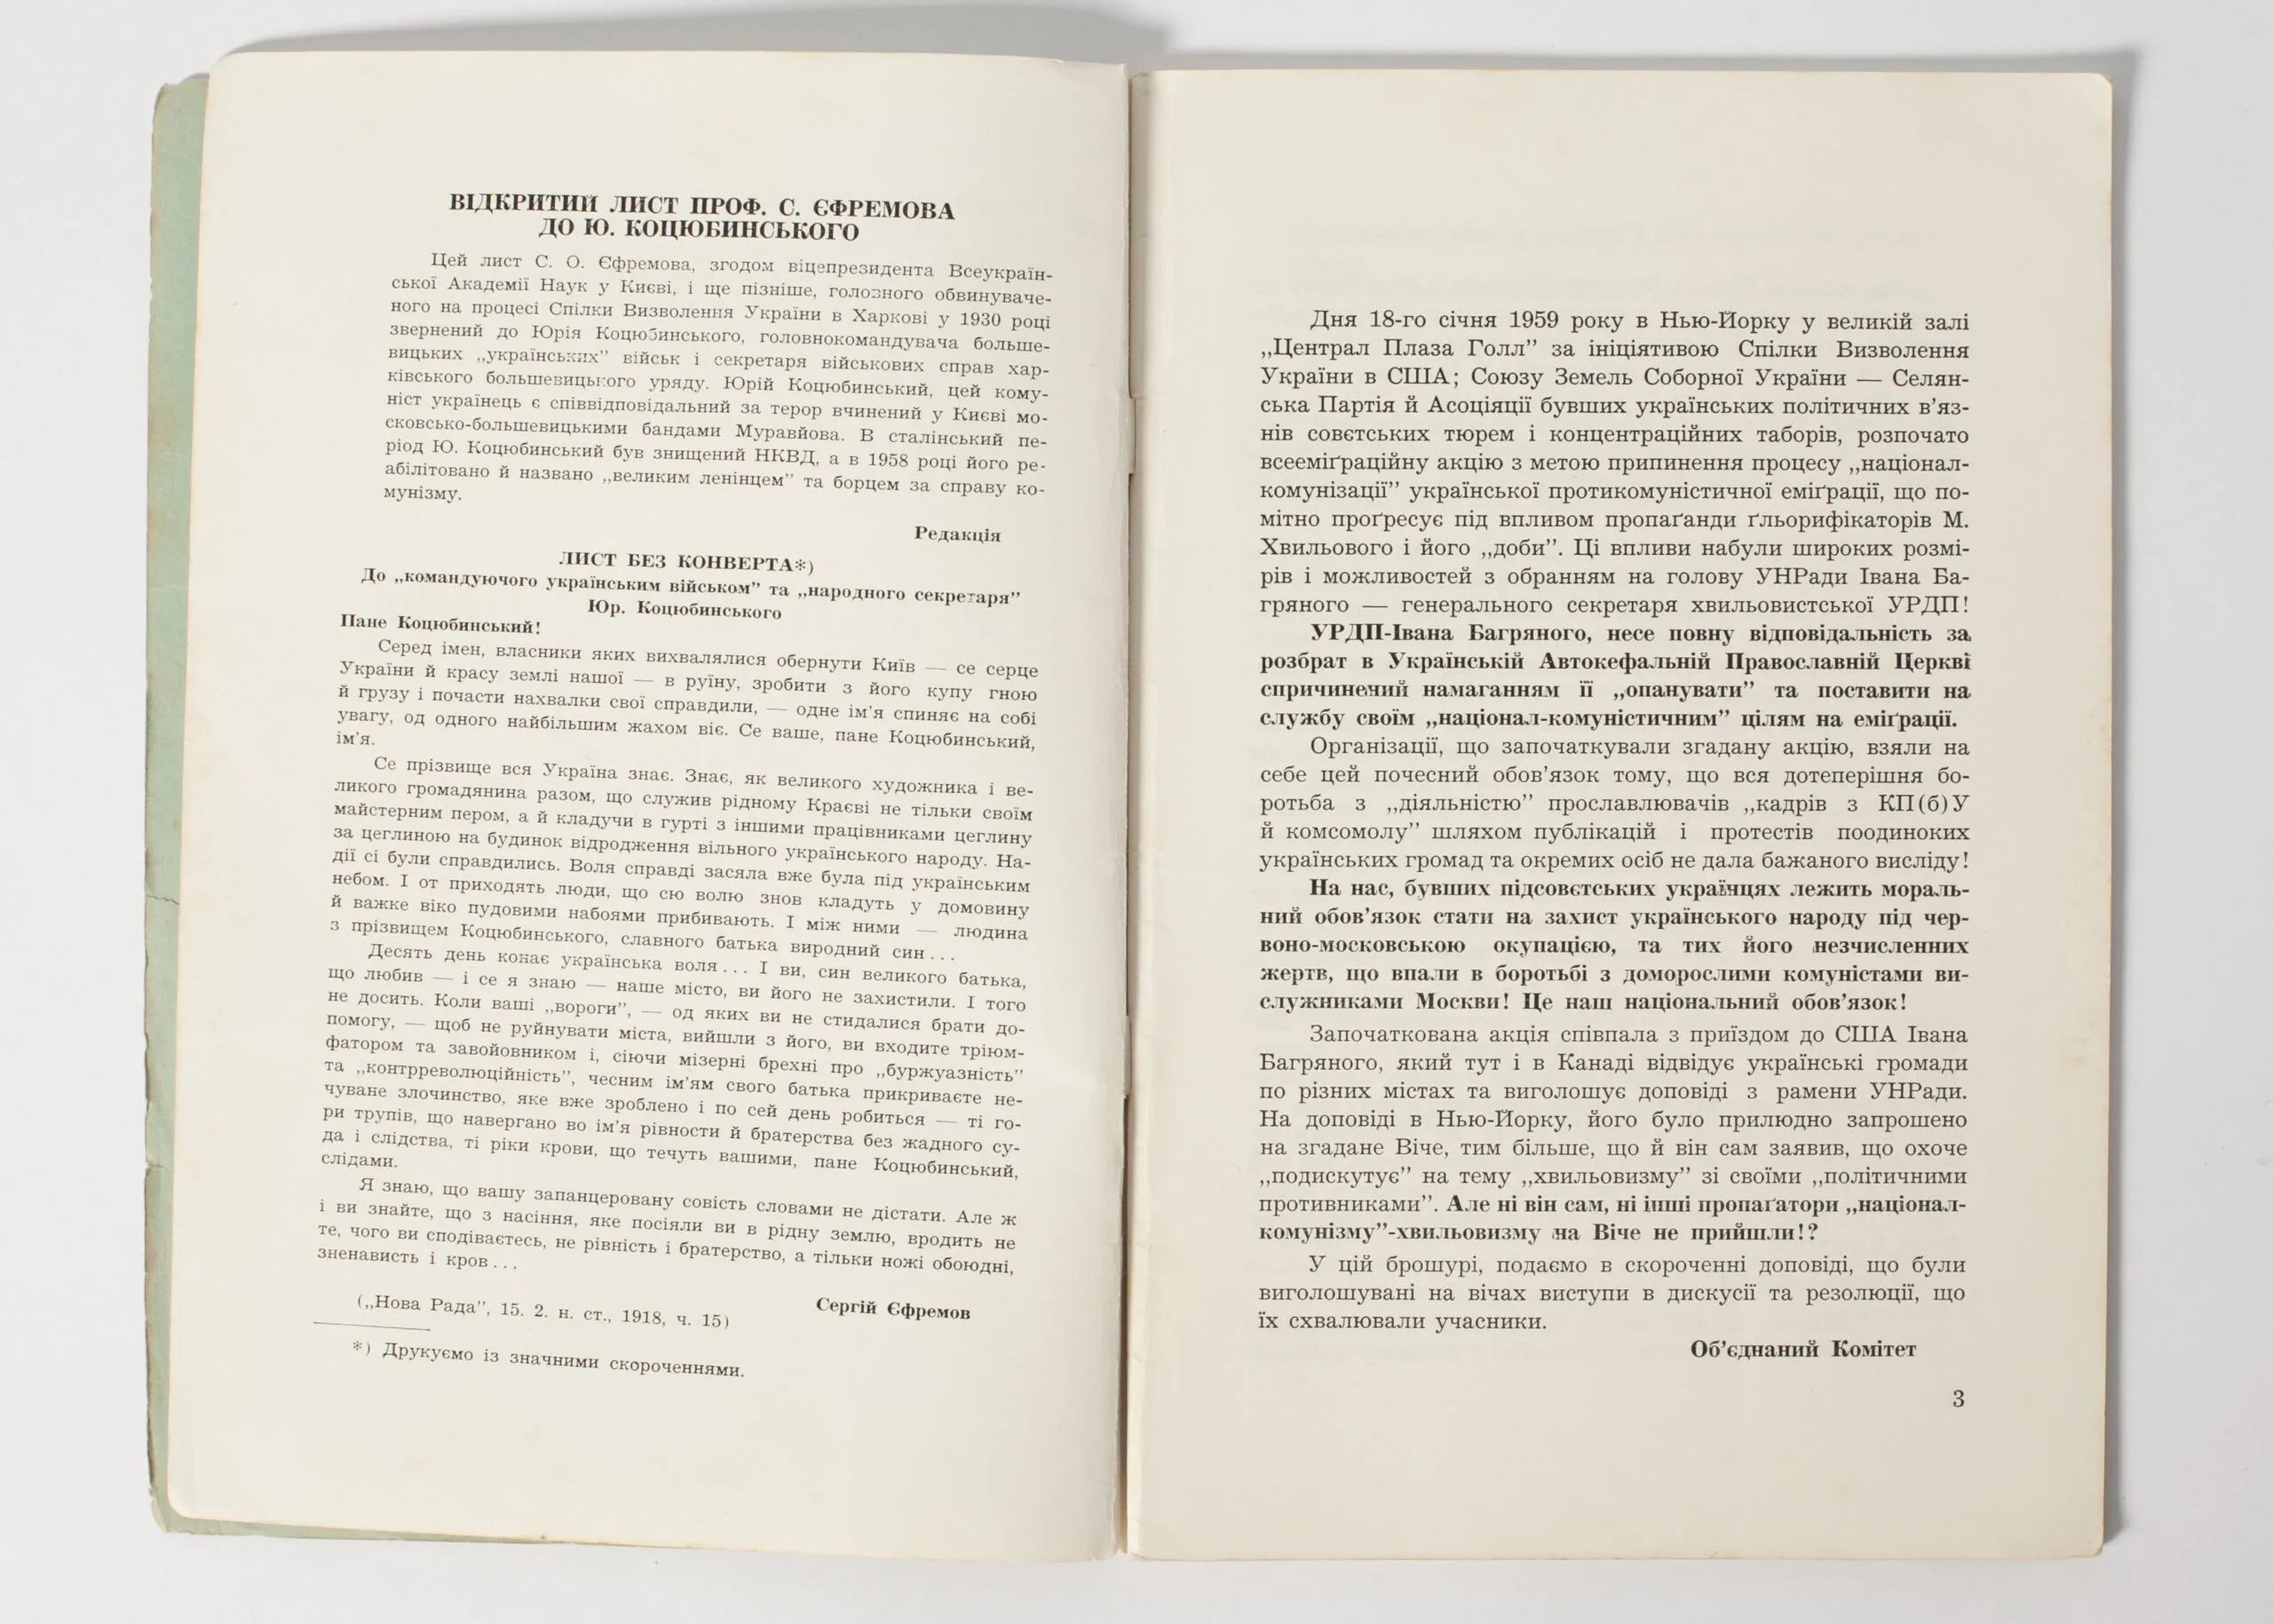 ВІДКРИТИЙ ЛИСТ ПРОФ. С. ЄФРЕМОВА
ДО Ю. КОЦЮБИНСЬКОГО
Цей лист С. О. Єфремова, згодом віцепрезидента Всеукраїн-
ської Академії Наук у Києві, і ще пізніше, головного обвинуваче-
ного на процесі Спілки Визволення України в Харкові у 1930 році
звернений до Юрія Коцюбинського, головнокомандувача больше-
вицьких „українських” військ і секретаря військових справ хар-
ківського большевицького уряду. Юрій Коцюбинський, цей кому-
ніст українець є співвідповідальний за терор вчинений у Києві мо-
сковсько-большевицькими бандами Муравйова. В сталінський пе-
ріод Ю. Коцюбинський був знищений НКВД, а в 1958 році його ре-
абілітовано й названо „великим ленінцем” та борцем за справу ко-
мунізму.
Редакція
ЛИСТ БЕЗ КОНВЕРТА*)
До „командуючого українським військом” та „народного секретаря”
Юр. Коцюбинського
Пане Коцюбинський!
Серед імен, власники яких вихвалялися обернути Київ — се серце
України й красу землі нашої — в руїну, зробити з його купу гною
й грузу і почасти нахвалки свої справдили, — одне ім’я спиняє на собі
увагу, од одного найбільшим жахом віє. Се ваше, пане Коцюбинський,
ім’я.
Се прізвище вся Україна знає. Знає, як великого художника і ве-
ликого громадянина разом, що служив рідному Краєві не тільки своїм
майстерним пером, а й кладучи в гурті з іншими працівниками цеглину
за цеглиною на будинок відродження вільного українського народу. На-
дії сі були справдились. Воля справді засяла вже була під українським
небом. І от приходять люди, що сю волю знов кладуть у домовину
й важке віко пудовими набоями прибивають. І між ними — людина
з прізвищем Коцюбинського, славного батька виродний син...
Десять день конає українська воля... І ви, син великого батька,
що любив — і се я знаю — наше місто, ви його не захистили. І того
не досить. Коли ваші „вороги”, — од яких ви не стидалися брати до-
помогу, — щоб не руйнувати міста, вийшли з його, ви входите тріюм-
фатором та завойовником і, сіючи мізерні брехні про „буржуазність”
та „контрреволюційність”, чесним ім’ям свого батька прикриваєте не-
чуване злочинство, яке вже зроблено і по сей день робиться — ті го-
ри трупів, що навергано во ім’я рівности й братерства без жадного су-
да і слідства, ті ріки крови, що течуть вашими, пане Коцюбинський,
слідами.
Я знаю, що вашу запанцеровану совість словами не дістати. Але ж
і ви знайте, що з насіння, яке посіяли ви в рідну землю, вродить не
те, чого ви сподіваєтесь, не рівність і братерство, а тільки ножі обоюдні,
зненависть і кров...
Сергій Єфремов
(„Нова Рада”, 15. 2. н. ст., 1918, ч. 15)
*) Друкуємо із значними скороченнями.
Дня 18-го січня 1959 року в Нью-Йорку у великій залі
„Централ Плаза Голл” за ініціятивою Спілки Визволення
України в США; Союзу Земель Соборної України — Селян-
ська Партія й Асоціяції бувших українських політичних в’яз-
нів совєтських тюрем і концентраційних таборів, розпочато
всееміґраційну акцію з метою припинення процесу „націонал-
комунізації” української протикомуністичної еміґрації, що по-
мітно проґресує під впливом пропаґанди ґльорифікаторів М.
Хвильового і його „доби”. Ці впливи набули широких розмі-
рів і можливостей з обранням на голову УНРади Івана Ба-
гряного — генерального секретаря хвильовистської УРДП!
УРДП-Івана Багряного, несе повну відповідальність за
розбрат в Українській Автокефальній Православній Церкві
спричинений намаганням її „опанувати” та поставити на
службу своїм „націонал-комуністичним” цілям на еміґрації.
Організації, що започаткували згадану акцію, взяли на
себе цей почесний обов’язок тому, що вся дотеперішня бо-
ротьба з „діяльністю” прославлювачів „кадрів з КП(б)У
й комсомолу” шляхом публікацій і протестів поодиноких
українських громад та окремих осіб не дала бажаного висліду!
На нас, бувших підсовєтських українцях лежить мораль-
ний обов’язок стати на захист українського народу під чер-
воно-московською окупацією, та тих його незчисленних
жертв, що впали в боротьбі з доморослими комуністами ви-
служниками Москви! Це наш національний обов’язок!
Започаткована акція співпала з приїздом до США Івана
Багряного, який тут і в Канаді відвідує українські громади
по різних містах та виголошує доповіді з рамени УНРади.
На доповіді в Нью-Йорку, його було прилюдно запрошено
на згадане Віче, тим більше, що й він сам заявив, що охоче
„подискутує” на тему „хвильовизму” зі своїми „політичними
противниками”. Але ні він сам, ні інші пропаґатори „націонал-
комунізму”-хвильовизму на Віче не прийшли!?
У цій брошурі, подаємо в скороченні доповіді, що були
виголошувані на вічах виступи в дискусії та резолюції, що
їх схвалювали учасники.
Об’єднаний Комітет
3